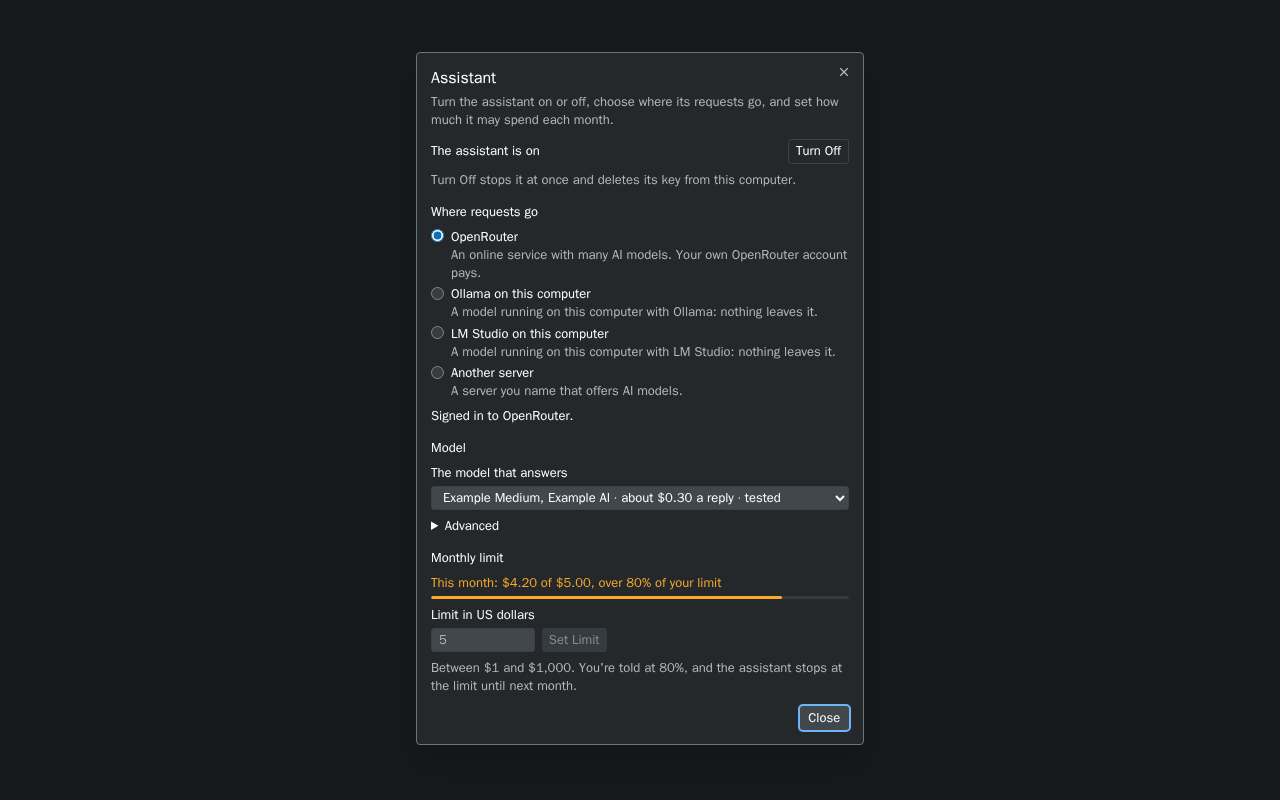 Assistant
×
Turn the assistant on or off, choose where its requests go, and set how
much it may spend each month.
The assistant is on
Turn Off
Turn Off stops it at once and deletes its key from this computer.
Where requests go
OpenRouter
An online service with many AI models. Your own OpenRouter account
pays.
Ollama on this computer
A model running on this computer with Ollama: nothing leaves it.
LM Studio on this computer
A model running on this computer with LM Studio: nothing leaves it.
Another server
A server you name that offers AI models.
Signed in to OpenRouter.
Model
The model that answers
Example Medium, Example AI · about $0.30 a reply · tested
Advanced
Monthly limit
This month: $4.20 of $5.00, over 80% of your limit
Limit in US dollars
5
Set Limit
Between $1 and $1,000. You're told at 80%, and the assistant stops at
the limit until next month.
Close